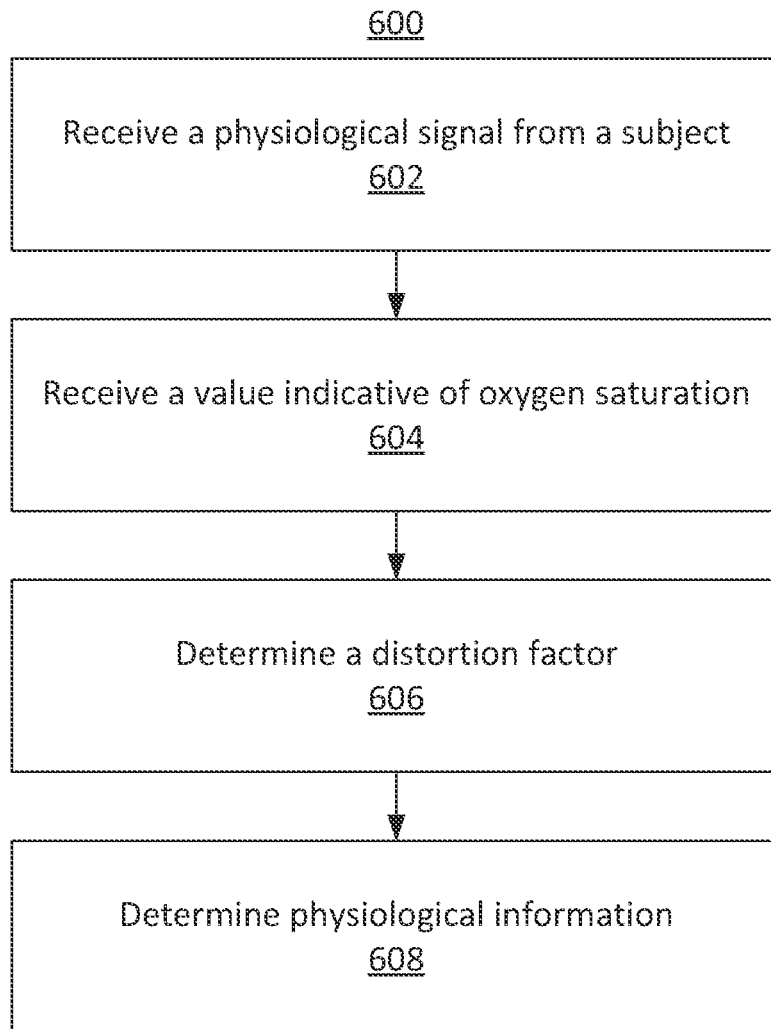 600
Receive a physiological signal from a subject
602
Receive a value indicative of oxygen saturation
604
Determine a distortion factor
606
Determine physiological information
608